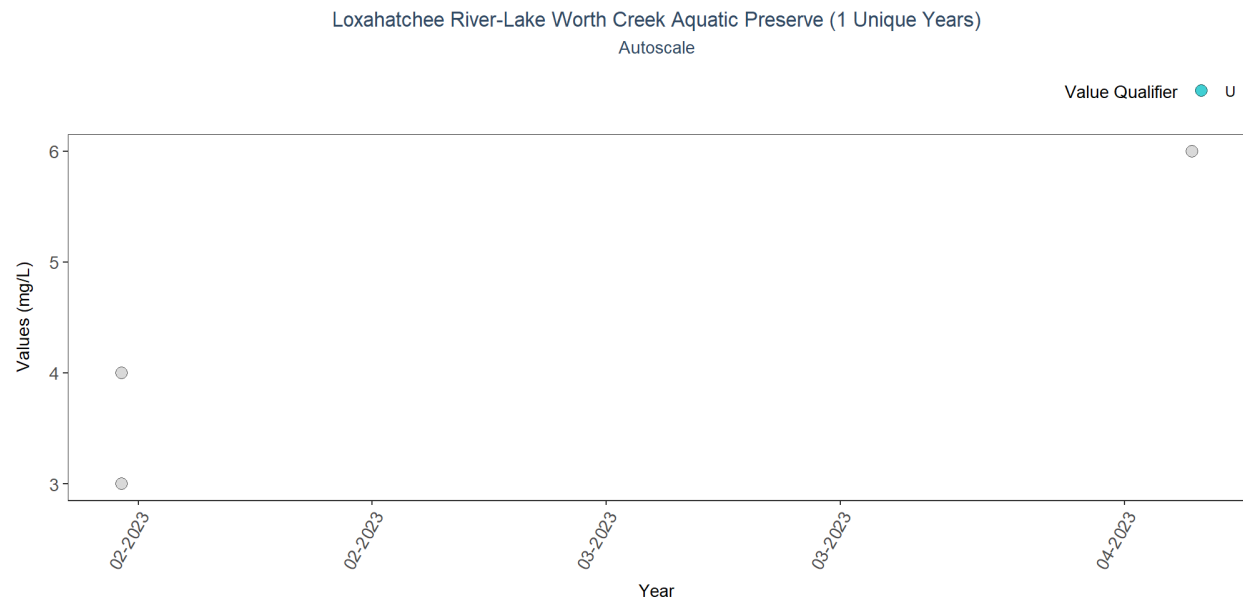 Loxahatchee River-Lake Worth Creek Aquatic Preserve (1 Unique Years)
Autoscale
Value Qualifier U
Values (mg/L)
6
5
4
3
02-2023 02-2023 03-2023 03-2023 04-2023
Year